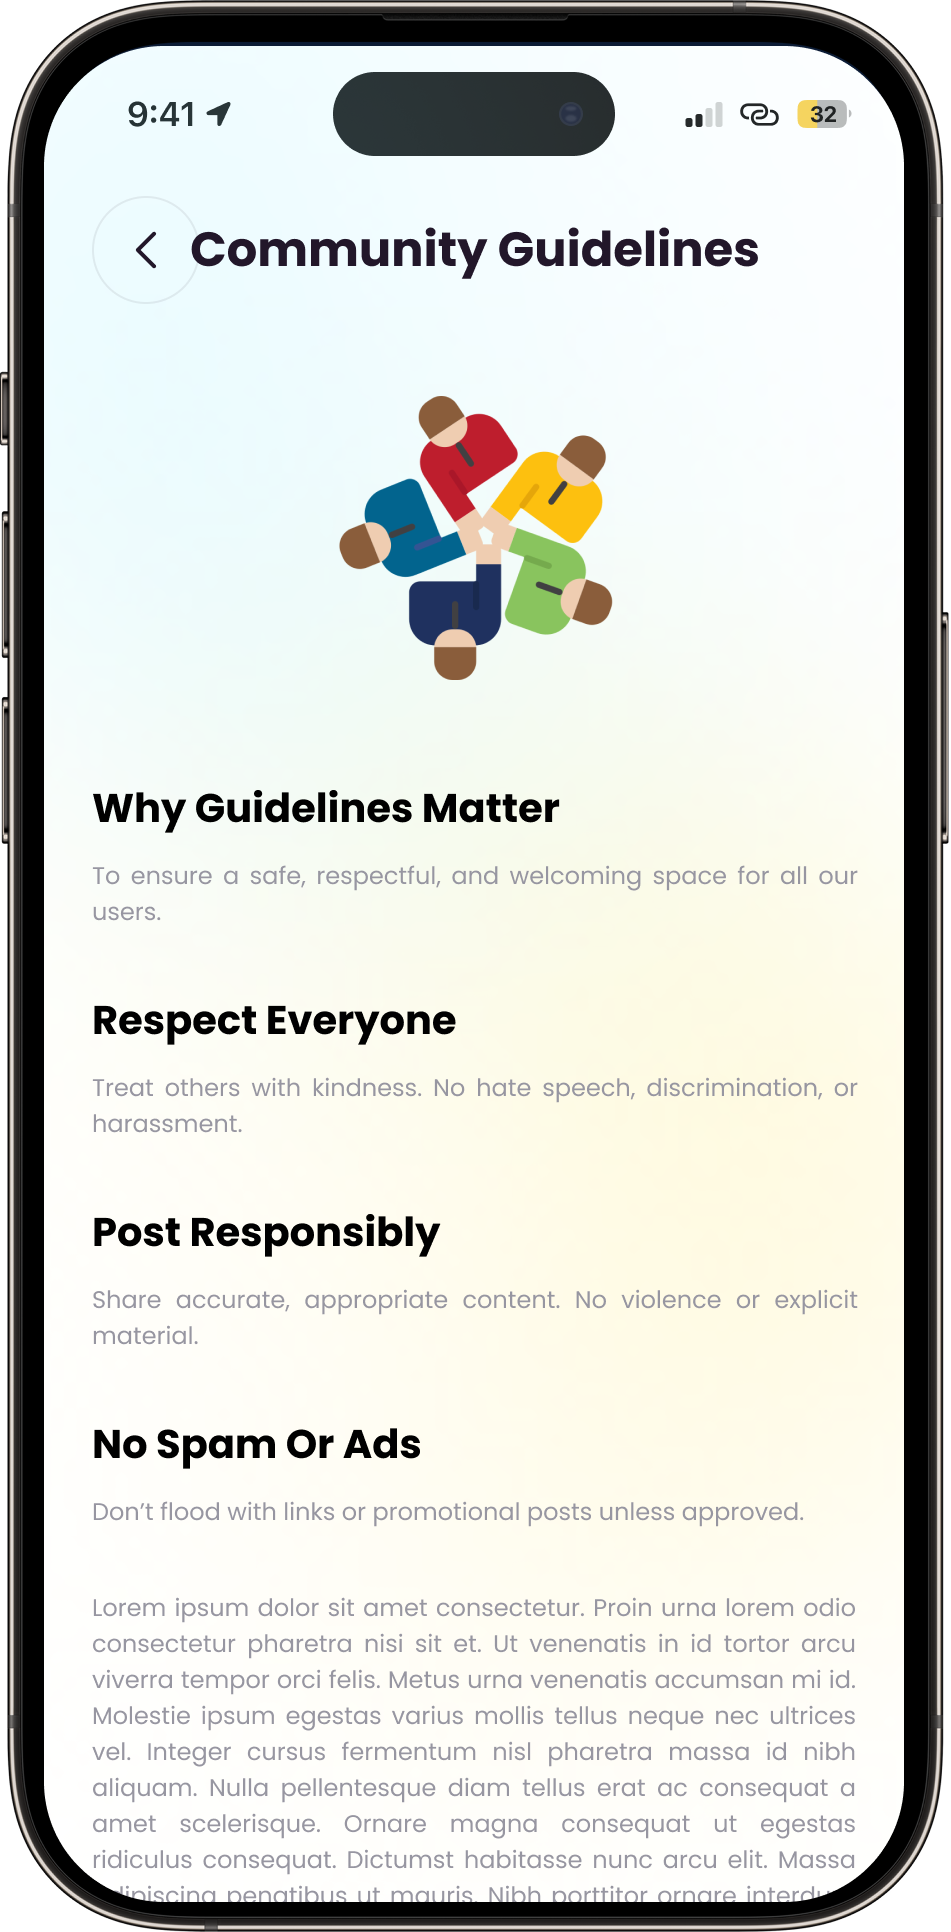 9:41
32
Community Guidelines
Why Guidelines Matter
To ensure a safe, respectful, and welcoming space for all our
users.
Respect Everyone
Treat others with kindness. No hate speech, discrimination, or
harassment.
Post Responsibly
Share accurate, appropriate content. No violence or explicit
material.
No Spam Or Ads
Don’t flood with links or promotional posts unless approved.
Lorem ipsum dolor sit amet consectetur. Proin urna lorem odio
consectetur pharetra nisi sit et. Ut venenatis in id tortor arcu
viverra tempor orci felis. Metus urna venenatis accumsan mi id.
Molestie ipsum egestas varius mollis tellus neque nec ultrices
vel. Integer cursus fermentum nisl pharetra massa id nibh
aliquam. Nulla pellentesque diam tellus erat ac consequat a
amet scelerisque. Ornare magna consequat ut egestas
ridiculus consequat. Dictumst habitasse nunc arcu elit. Massa
penatibus ut mauris. Nibh porttitor ornare